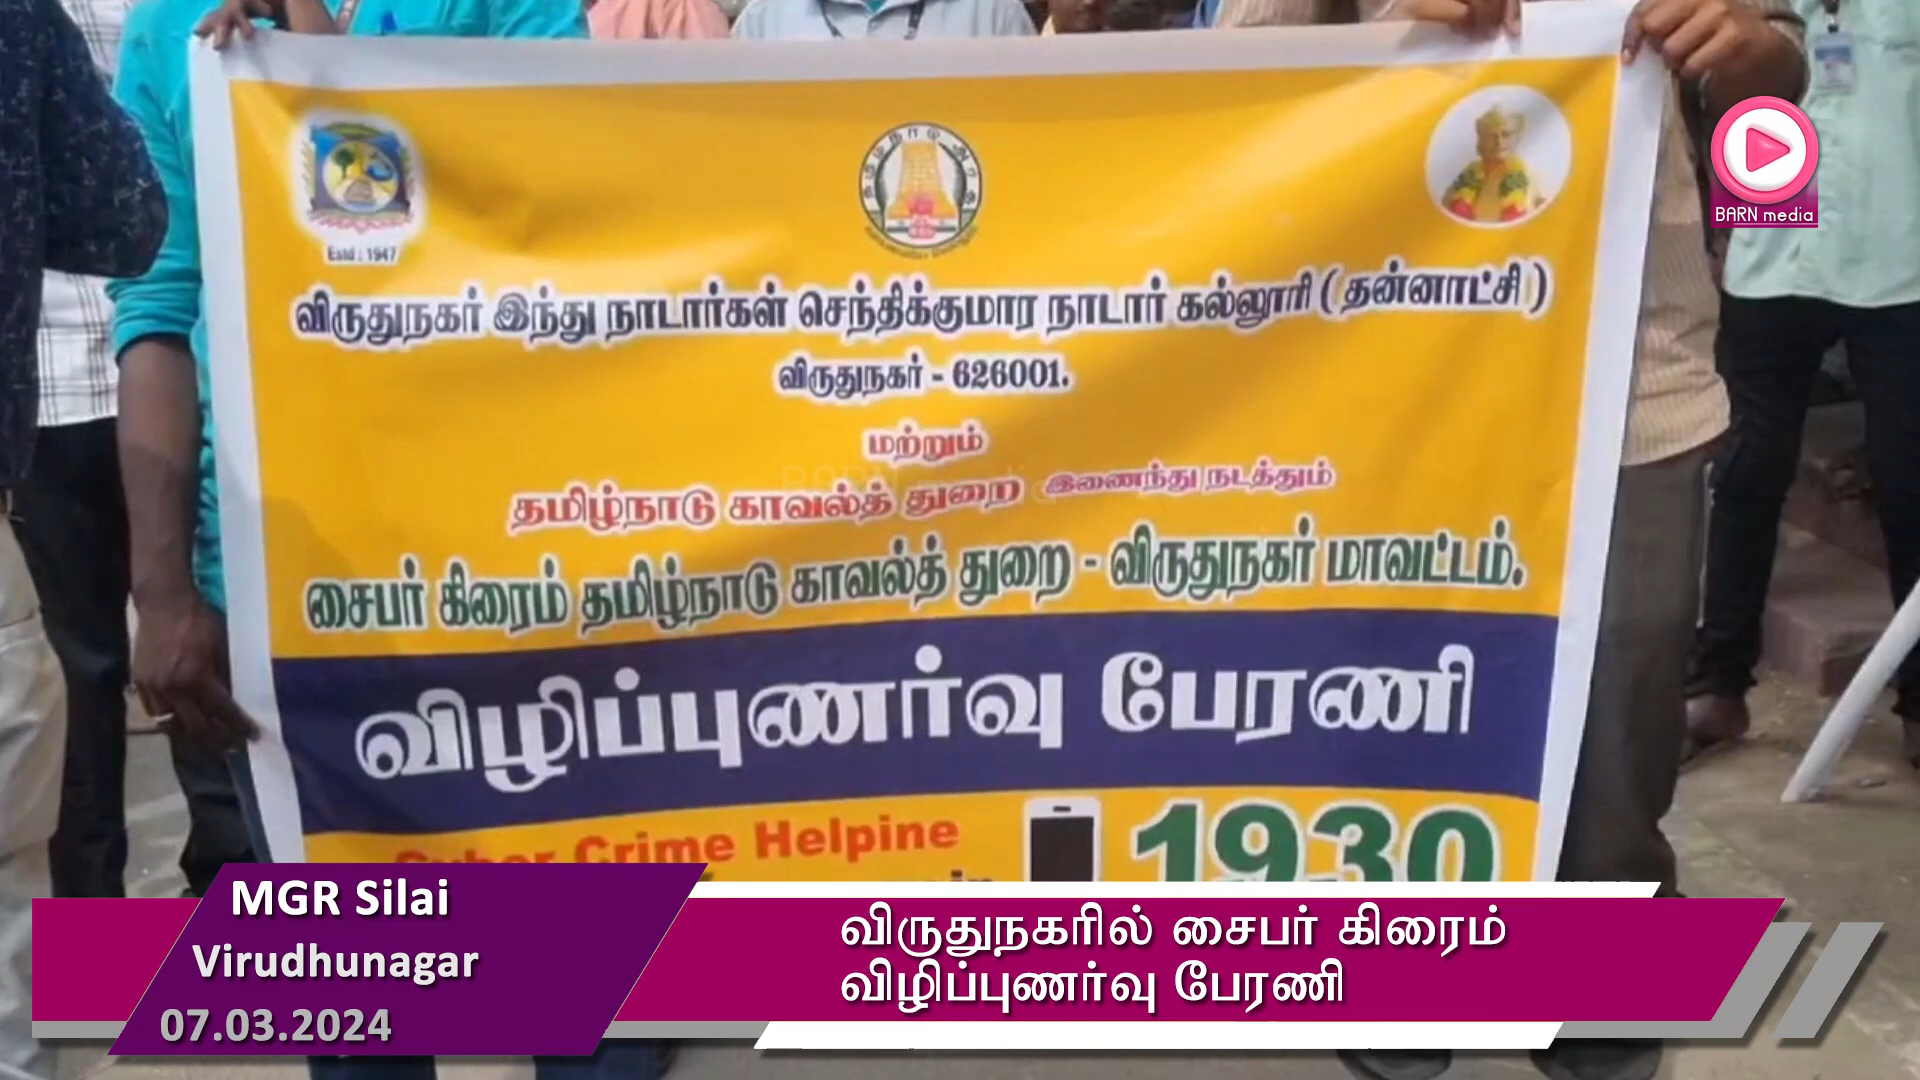 BARN media
Estd : 1947
விருதுநகர் இந்து நாடார்கள் செந்திக்குமார நாடார் கல்லூரி ( தன்னாட்சி )
விருதுநகர் - 626001.
மற்றும்
தமிழ்நாடு காவல்த் துறை இணைந்து நடத்தும்
சைபர் கிரைம் தமிழ்நாடு காவல்த் துறை - விருதுநகர் மாவட்டம்.
விழிப்புணர்வு பேரணி
Cyber Crime Helpine
1930
MGR Silai
Virudhunagar
07.03.2024
விருதுநகரில் சைபர் கிரைம்
விழிப்புணர்வு பேரணி